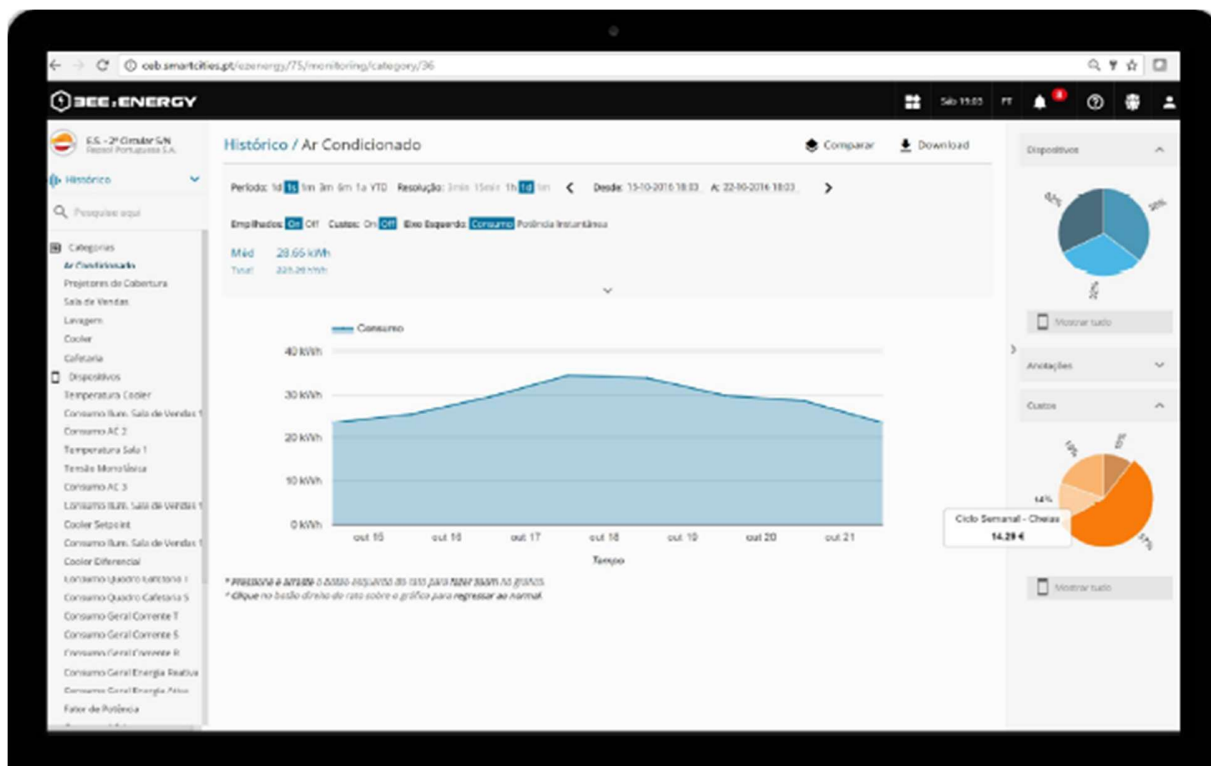 ceb.smartcities.pt/ezenergy/75/monitoring/category/36
BEE2ENERGY
Sáb 19:03 PT
E.S. - 2ª Circular S/N
Repsol Portuguesa S.A.
Histórico
Pesquise aqui
Categorias
Ar Condicionado
Projetores de Cobertura
Sala de Vendas
Lavagem
Cooler
Cafetaria
Dispositivos
Temperatura Cooler
Consumo Ilum. Sala de Vendas 1
Consumo AC 2
Temperatura Sala 1
Tensão Monofásica
Consumo AC 3
Consumo Ilum. Sala de Vendas 1
Cooler Setpoint
Consumo Ilum. Sala de Vendas 1
Cooler Diferencial
Consumo Quadro Cafetaria T
Consumo Quadro Cafetaria S
Consumo Geral Corrente T
Consumo Geral Corrente S
Consumo Geral Corrente R
Consumo Geral Energia Reativa
Consumo Geral Energia Ativa
Fator de Potência
Histórico / Ar Condicionado
Comparar Download
Período: 1d 1s 1m 3m 6m 1a YTD Resolução: 15min 1h 1d 1m Desde: 15-10-2016 18:03 A: 22-10-2016 18:03
Empilhados: On Off Custos: On Off Eixo Esquerdo: Consumo Potência Instantânea
Méd 28.66 kWh
Total
Consumo
40 kWh
30 kWh
20 kWh
10 kWh
0 kWh
out 15 out 16 out 17 out 18 out 19 out 20 out 21
Tempo
* Pressione e arraste o botão esquerdo do rato para fazer zoom no gráfico.
* Clique no botão direito do rato sobre o gráfico para regressar ao normal.
Dispositivos
Mostrar tudo
Anotações
Custos
14%
Ciclo Semanal - Cheias
14.29 €
Mostrar tudo